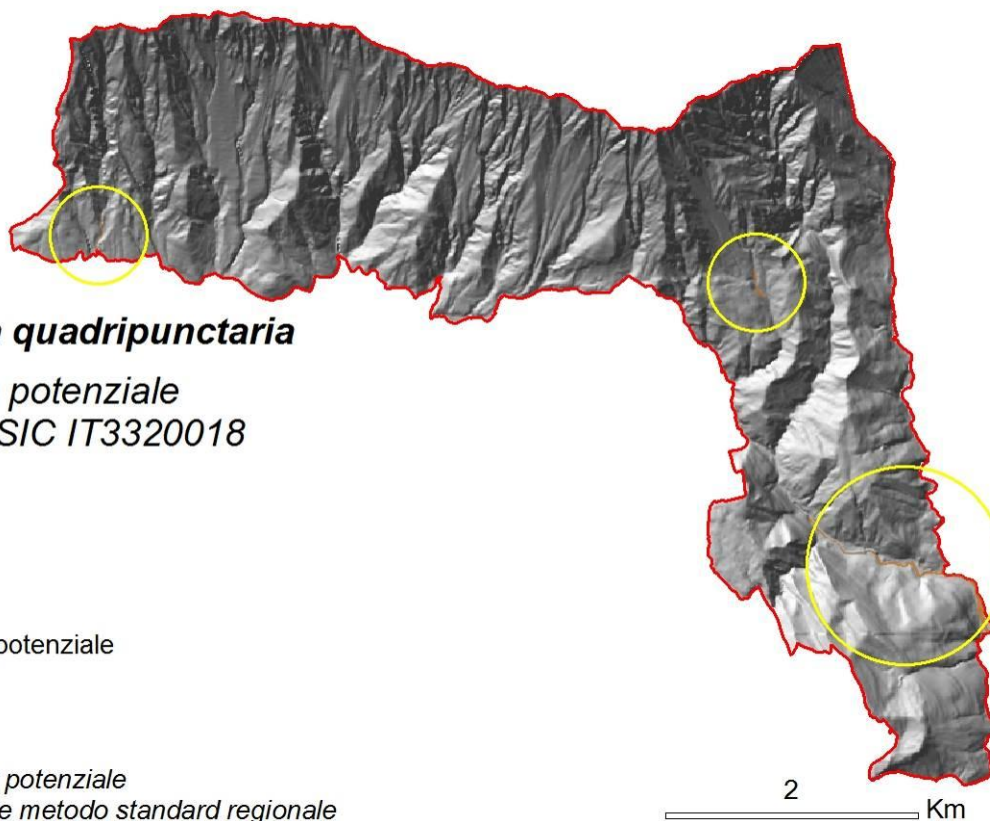 quadripunctaria
potenziale
SIC IT3320018
potenziale
potenziale
e metodo standard regionale
2
Km